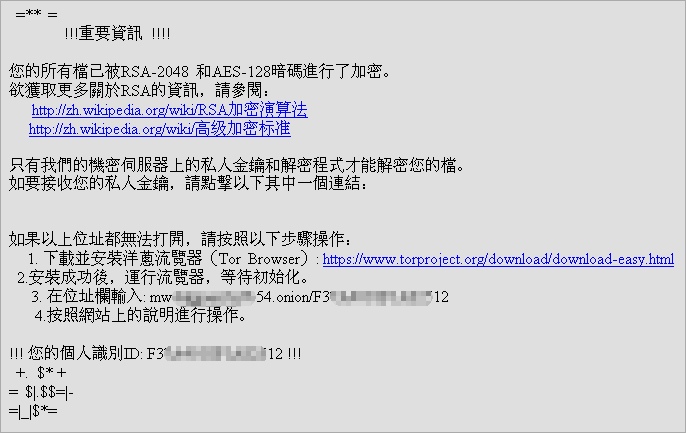 =** =
!!!重要資訊 !!!!
您的所有檔已被RSA-2048 和AES-128暗碼進行了加密。
欲獲取更多關於RSA的資訊，請參閱：
http://zh.wikipedia.org/wiki/RSA加密演算法
http://zh.wikipedia.org/wiki/高级加密标准
只有我們的機密伺服器上的私人金鑰和解密程式才能解密您的檔。
如要接收您的私人金鑰，請點擊以下其中一個連結：
如果以上位址都無法打開，請按照以下步驟操作：
1. 下載並安裝洋蔥流覽器（Tor Browser）: https://www.torproject.org/download/download-easy.html
2.安裝成功後，運行流覽器，等待初始化。
3. 在位址欄輸入: mw 54.onion/F3 12
4.按照網站上的說明進行操作。
!!! 您的個人識別ID: F3 12 !!!
+. $* +
= $|.$$=|-
=|_|$*=